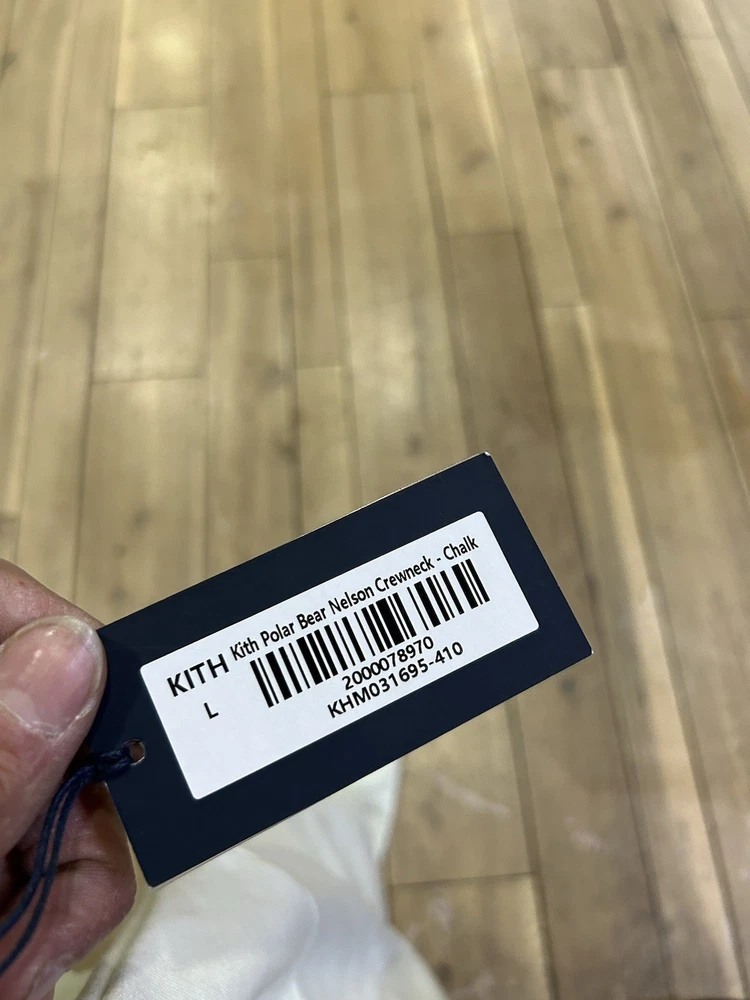 Kith Polar Bear Nelson Crewneck - Chalk
KITH
L
2000078970
KHM031695-410